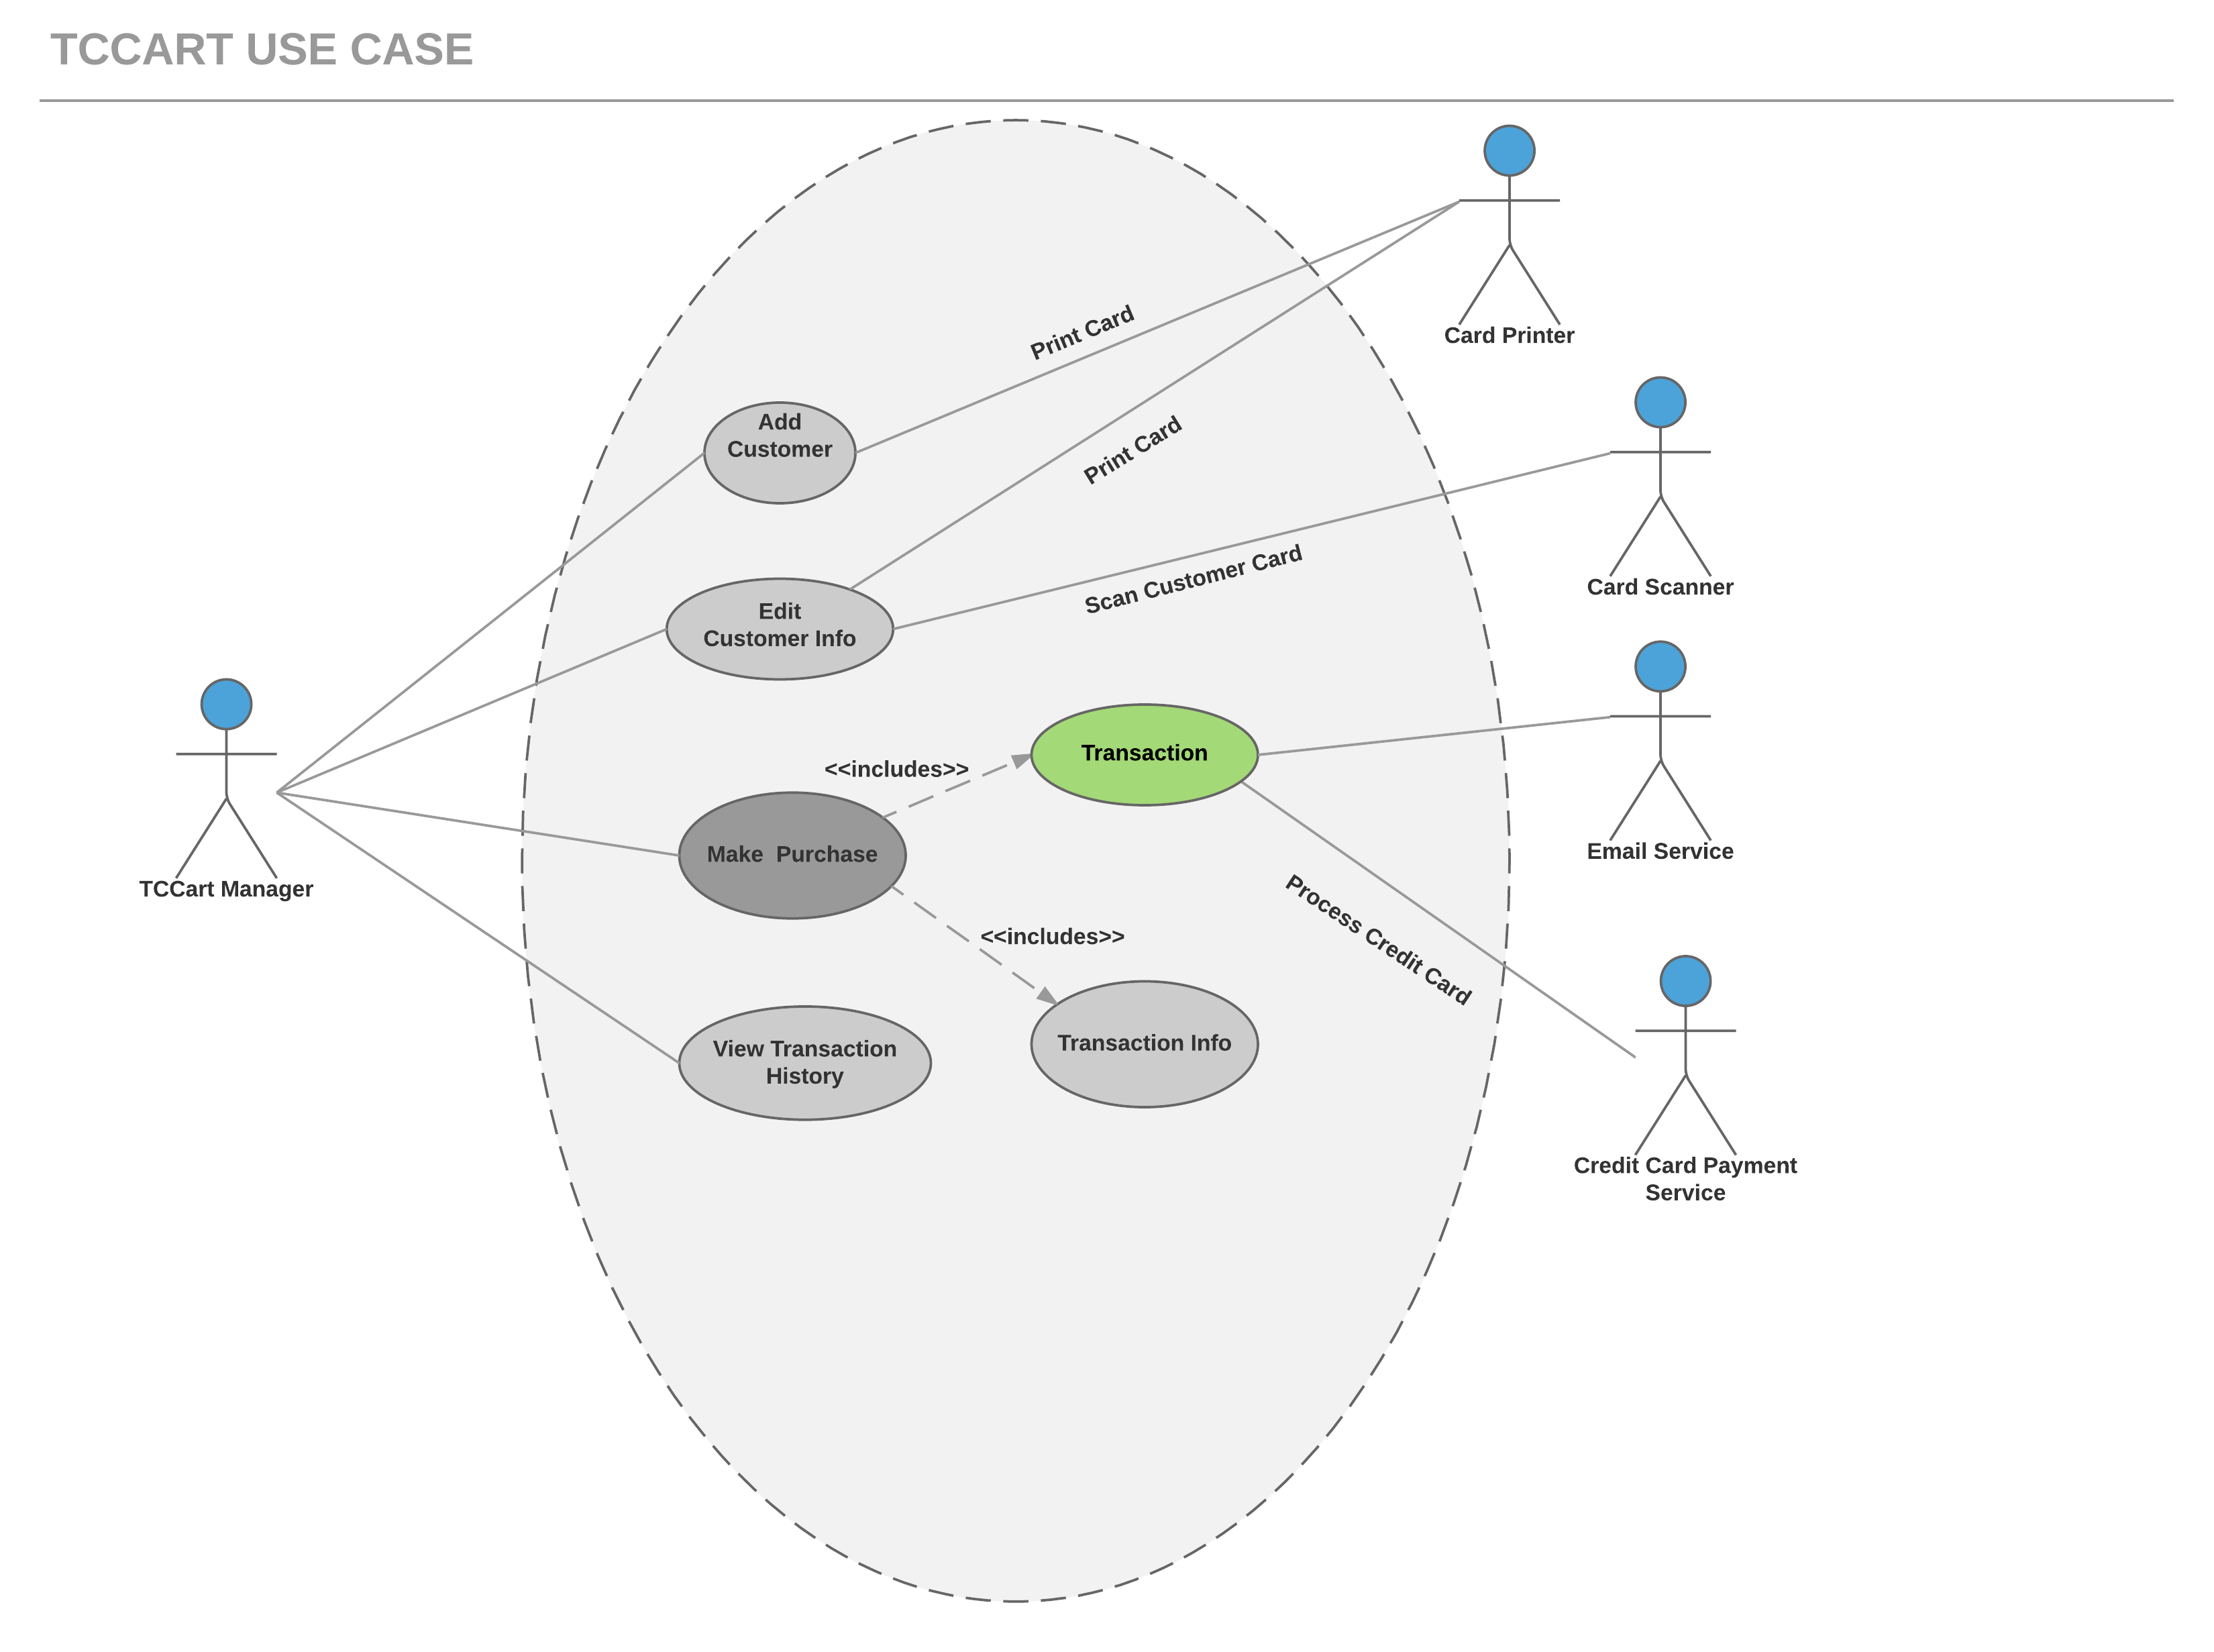 TCCART USE CASE
Print Card
Card Printer
Add
Customer
Print Card
Scan Customer Card
Card Scanner
Edit
Customer Info
Transaction
<<includes>>
Email Service
Make  Purchase
TCCart Manager
Process Credit Card
<<includes>>
Transaction Info
View Transaction
History
Credit Card Payment
Service